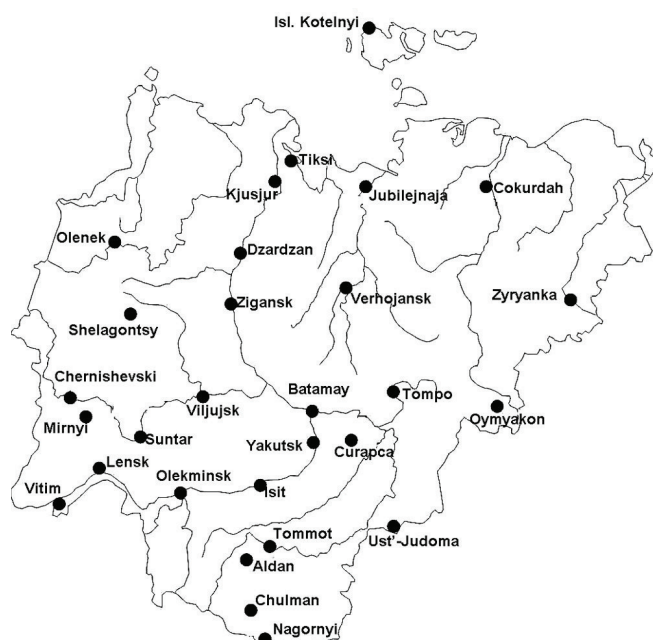 Isl. Kotelnyi
Tiksi
Kjusjur
Jubilejnaja
Cokurdah
Olenek
Dzardzan
Verhojansk
Zyryanka
Zigansk
Shelagontsy
Chernishevski
Batamay
Tompo
Viljujsk
Oymyakon
Mirnyi
Suntar
Yakutsk
Curapca
Lensk
Olekminsk
Isit
Vitim
Tommot
Ust'-Judoma
Aldan
Chulman
Nagornyi